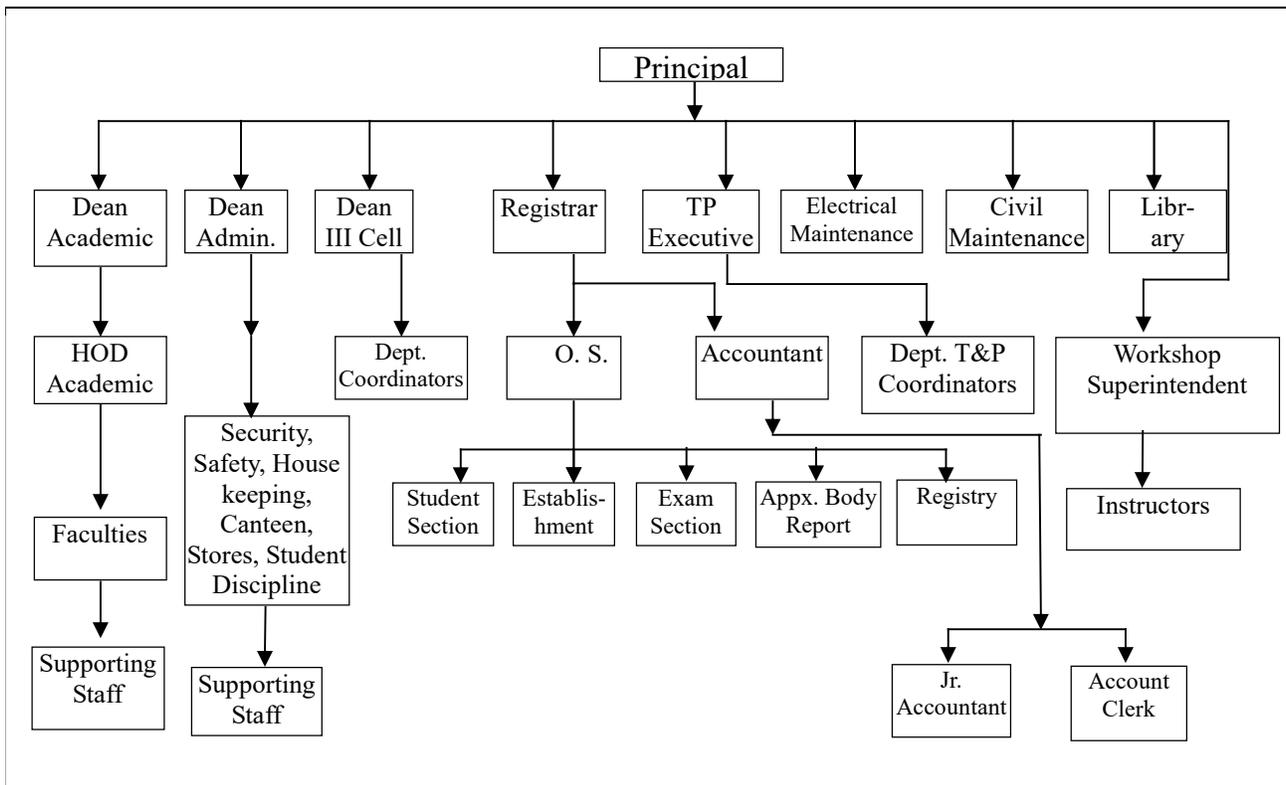 Principal
Dean
Academic
Dean
Admin.
Dean
III Cell
Registrar
TP
Executive
Electrical
Maintenance
Civil
Maintenance
Libr-
ary
HOD
Academic
Dept.
Coordinators
O. S.
Accountant
Dept. T&P
Coordinators
Workshop
Superintendent
Security,
Safety, House
keeping,
Canteen,
Stores, Student
Discipline
Student
Section
Establis-
hment
Exam
Section
Appx. Body
Report
Registry
Instructors
Faculties
Supporting
Staff
Supporting
Staff
Jr.
Accountant
Account
Clerk